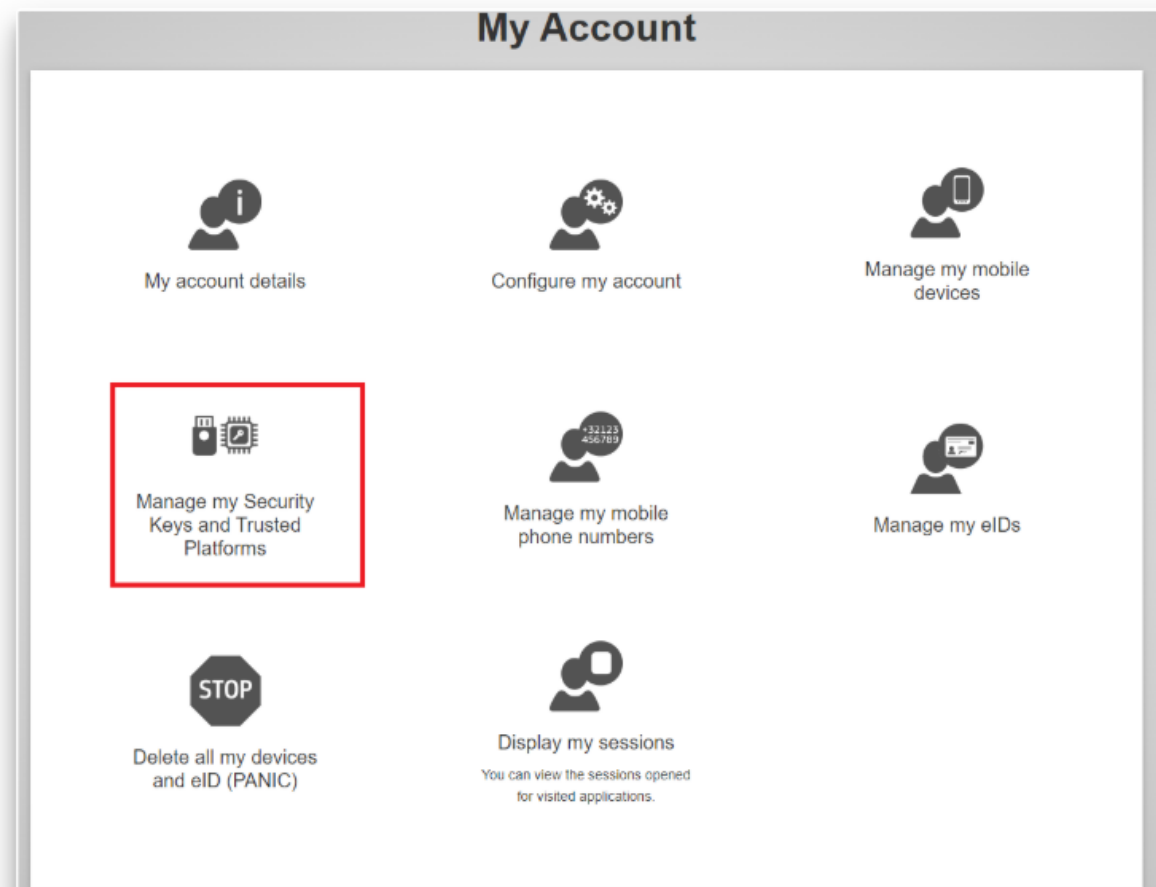 My Account
My account details
Configure my account
Manage my mobile
devices
Manage my Security
Keys and Trusted
Platforms
+32123
456789
Manage my mobile
phone numbers
Manage my eIDs
STOP
Delete all my devices
and eID (PANIC)
Display my sessions
You can view the sessions opened
for visited applications.